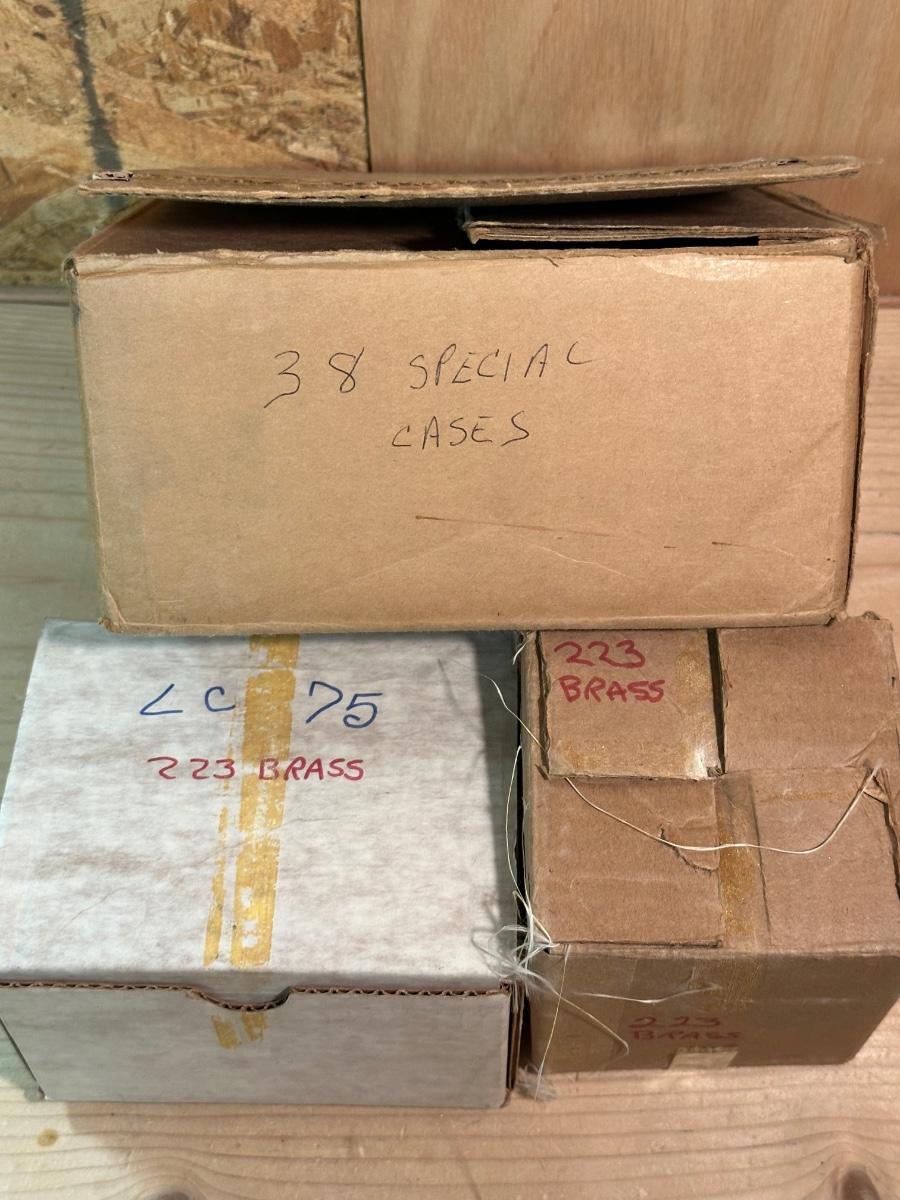 38 SPECIAL
CASES
LC 75
223 BRASS
223
BRASS
223
BRASS